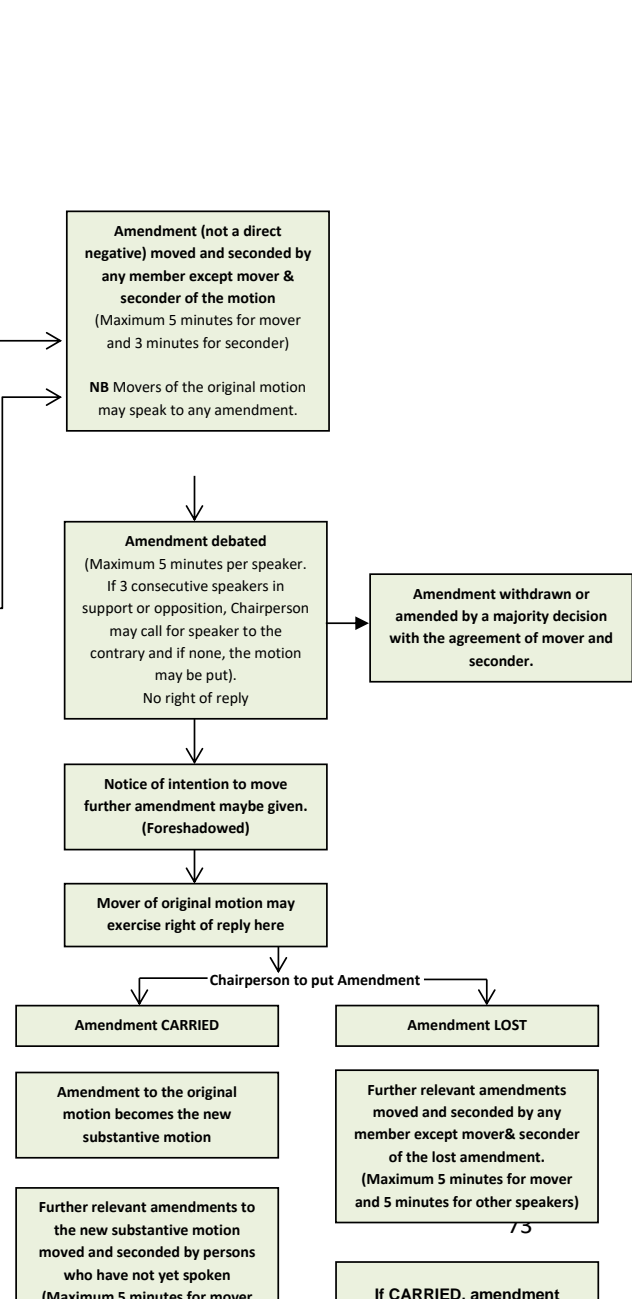 Amendment (not a direct
negative) moved and seconded by
any member except mover &
seconder of the motion
(Maximum 5 minutes for mover
and 3 minutes for seconder)
NB Movers of the original motion
may speak to any amendment.
Amendment debated
(Maximum 5 minutes per speaker.
If 3 consecutive speakers in
support or opposition, Chairperson
may call for speaker to the
contrary and if none, the motion
may be put).
No right of reply
Amendment withdrawn or
amended by a majority decision
with the agreement of mover and
seconder.
Notice of intention to move
further amendment maybe given.
(Foreshadowed)
Mover of original motion may
exercise right of reply here
Chairperson to put Amendment
Amendment CARRIED
Amendment to the original
motion becomes the new
substantive motion
Further relevant amendments to
the new substantive motion
moved and seconded by persons
who have not yet spoken
(Maximum 5 minutes for mover
Amendment LOST
Further relevant amendments
moved and seconded by any
member except mover& seconder
of the lost amendment.
(Maximum 5 minutes for mover
and 5 minutes for other speakers)
73
If CARRIED, amendment